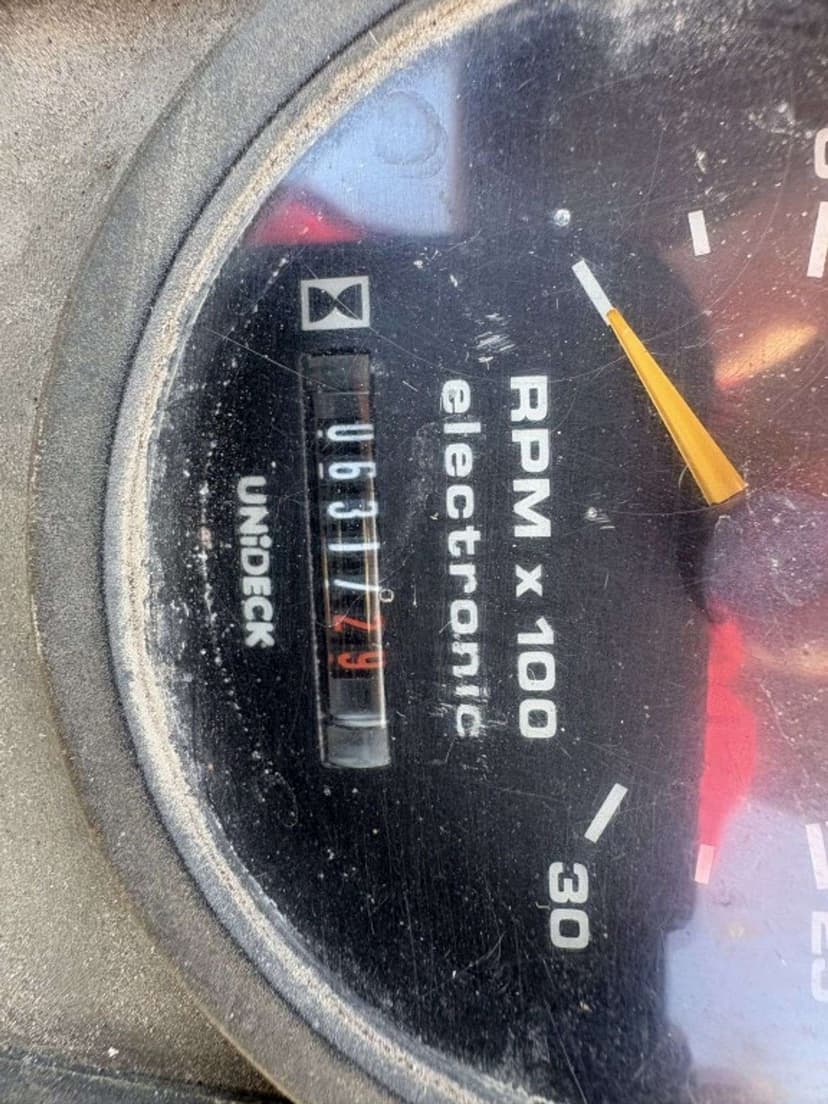 RPM x 100
electronic
0631729
UNiDECK
30